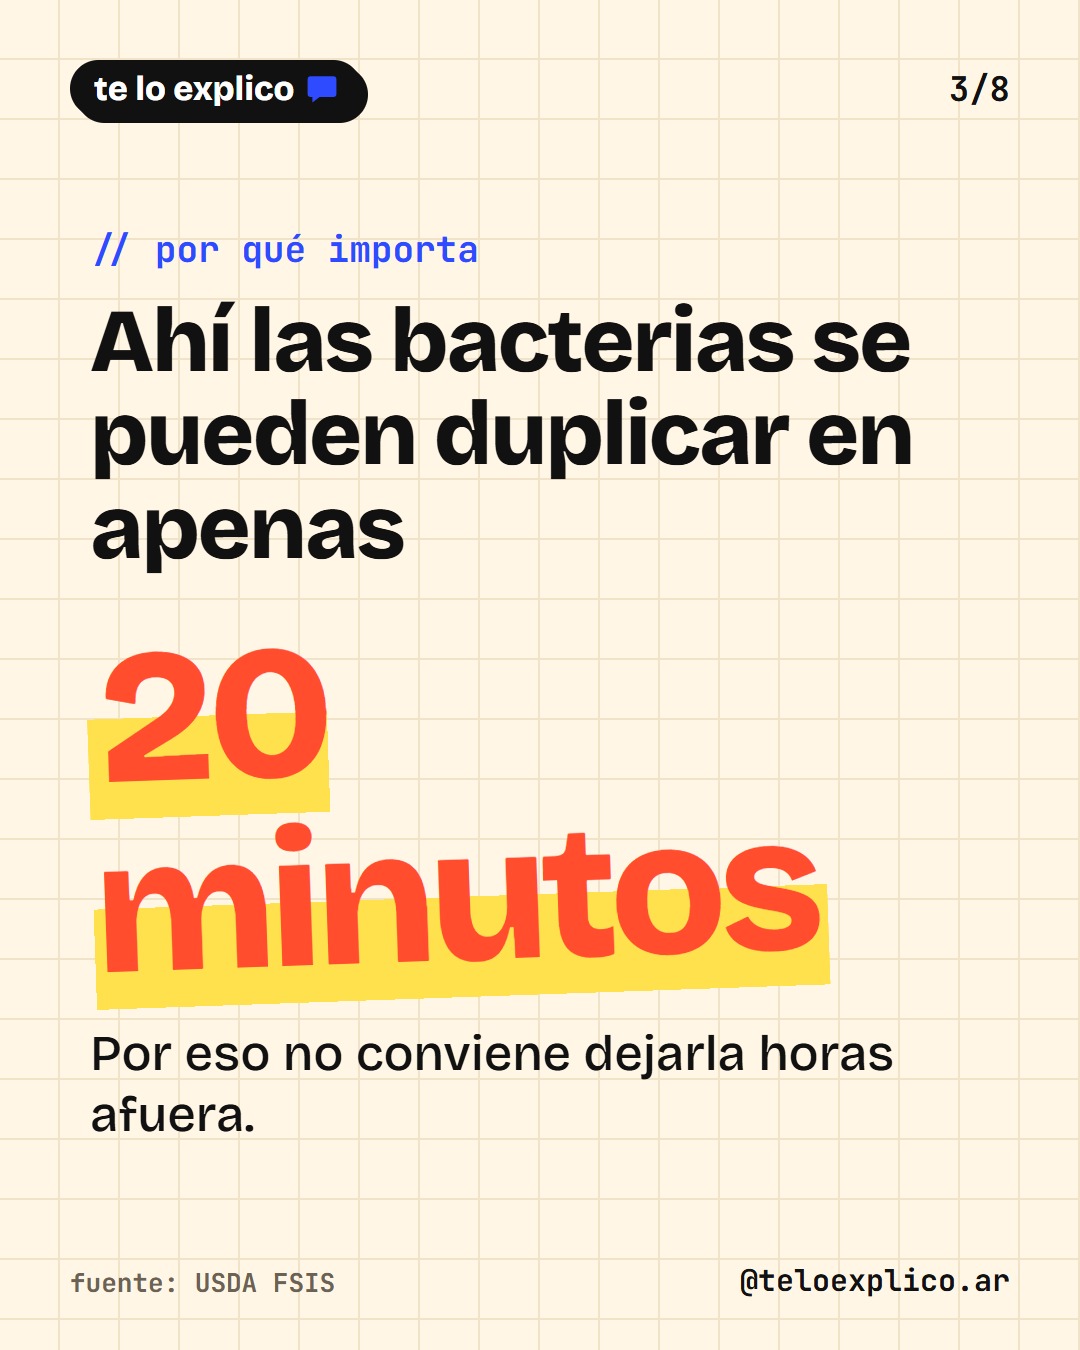 te lo explico
3/8
// por qué importa
Ahí las bacterias se
pueden duplicar en
apenas
20
minutos
Por eso no conviene dejarla horas
afuera.
fuente: USDA FSIS
@teloexplico.ar